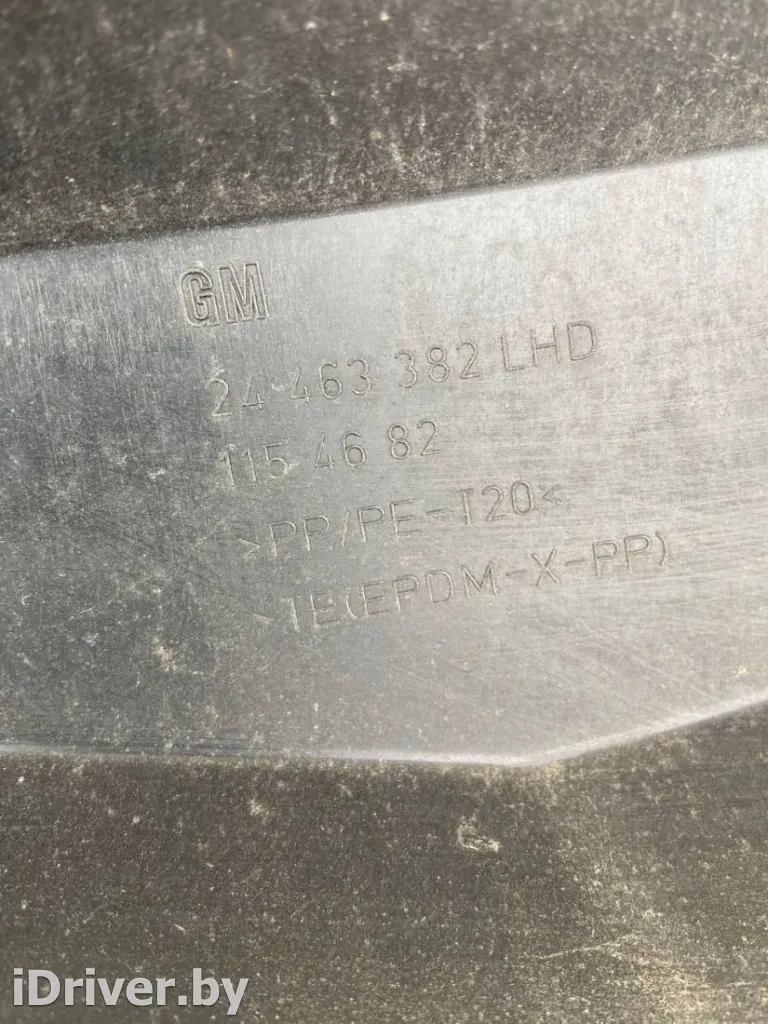 GM
24 463 382 LHD
115 46 82
>PP/PE-T20<
>TE(EPDM-X-PP)
iDriver.by